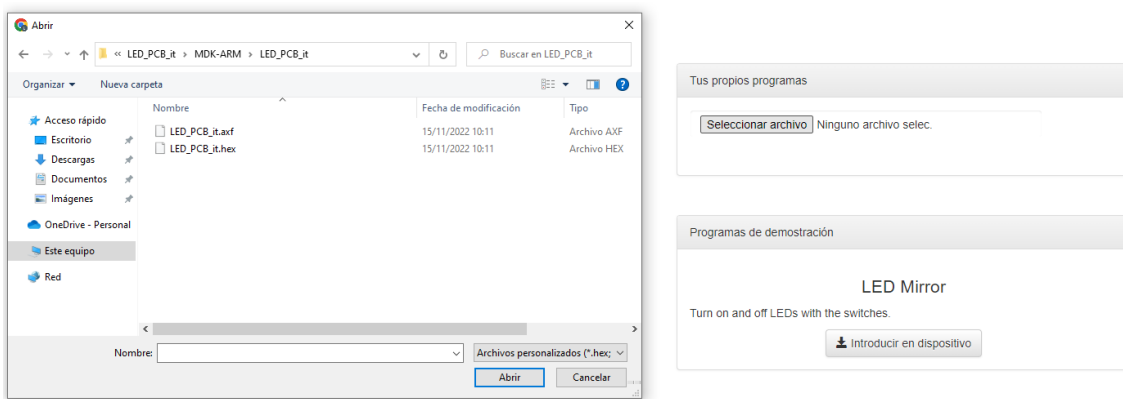 Abrir
« LED_PCB_it > MDK-ARM > LED_PCB_it
Buscar en LED_PCB_it
Organizar
Nueva carpeta
Nombre
Fecha de modificación
Tipo
Acceso rápido
Escritorio
Descargas
Documentos
Imágenes
OneDrive - Personal
Este equipo
Red
LED_PCB_it.axf 15/11/2022 10:11 Archivo AXF
LED_PCB_it.hex 15/11/2022 10:11 Archivo HEX
Nombre:
Archivos personalizados (*.hex;
Abrir
Cancelar
Tus propios programas
Seleccionar archivo Ninguno archivo selec.
Programas de demostración
LED Mirror
Turn on and off LEDs with the switches.
Introducir en dispositivo